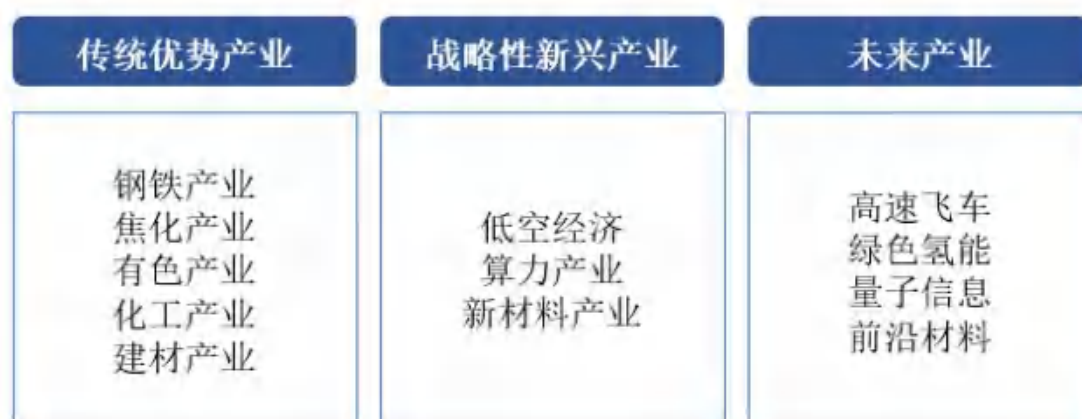 传统优势产业
钢铁产业
焦化产业
有色产业
化工产业
建材产业
战略性新兴产业
低空经济
算力产业
新材料产业
未来产业
高速飞车
绿色氢能
量子信息
前沿材料